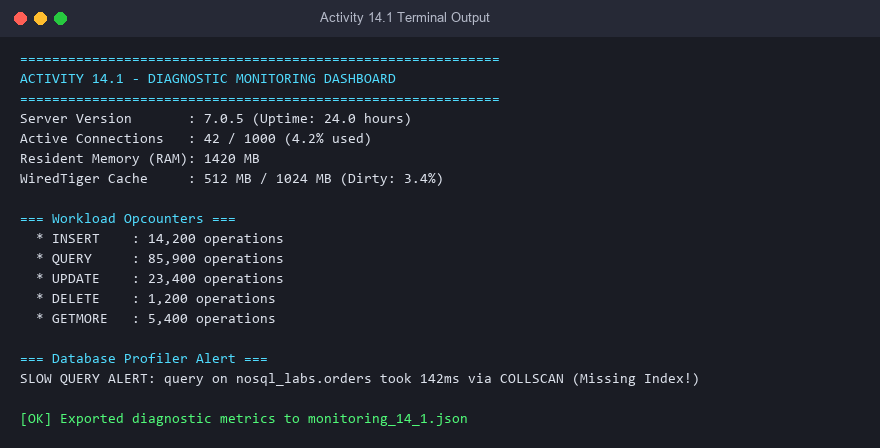 Activity 14.1 Terminal Output
============================================================
ACTIVITY 14.1 - DIAGNOSTIC MONITORING DASHBOARD
============================================================
Server Version       : 7.0.5 (Uptime: 24.0 hours)
Active Connections   : 42 / 1000 (4.2% used)
Resident Memory (RAM): 1420 MB
WiredTiger Cache     : 512 MB / 1024 MB (Dirty: 3.4%)
=== Workload Opcounters ===
  * INSERT    : 14,200 operations
  * QUERY     : 85,900 operations
  * UPDATE    : 23,400 operations
  * DELETE    : 1,200 operations
  * GETMORE   : 5,400 operations
=== Database Profiler Alert ===
SLOW QUERY ALERT: query on nosql_labs.orders took 142ms via COLLSCAN (Missing Index!)
[OK] Exported diagnostic metrics to monitoring_14_1.json